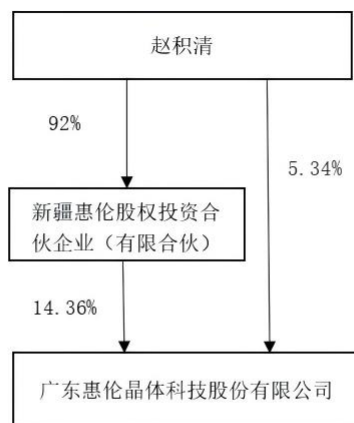 赵积清
92%
5.34%
新疆惠伦股权投资合
伙企业（有限合伙）
14.36%
广东惠伦晶体科技股份有限公司